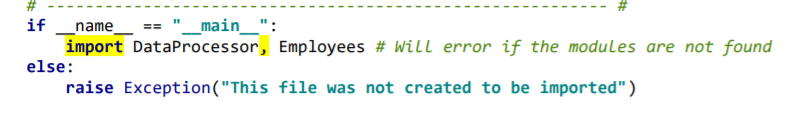 # ---------------------------------------------------------- #
if __name__ == "__main__":
    import DataProcessor, Employees # Will error if the modules are not found
else:
    raise Exception("This file was not created to be imported")